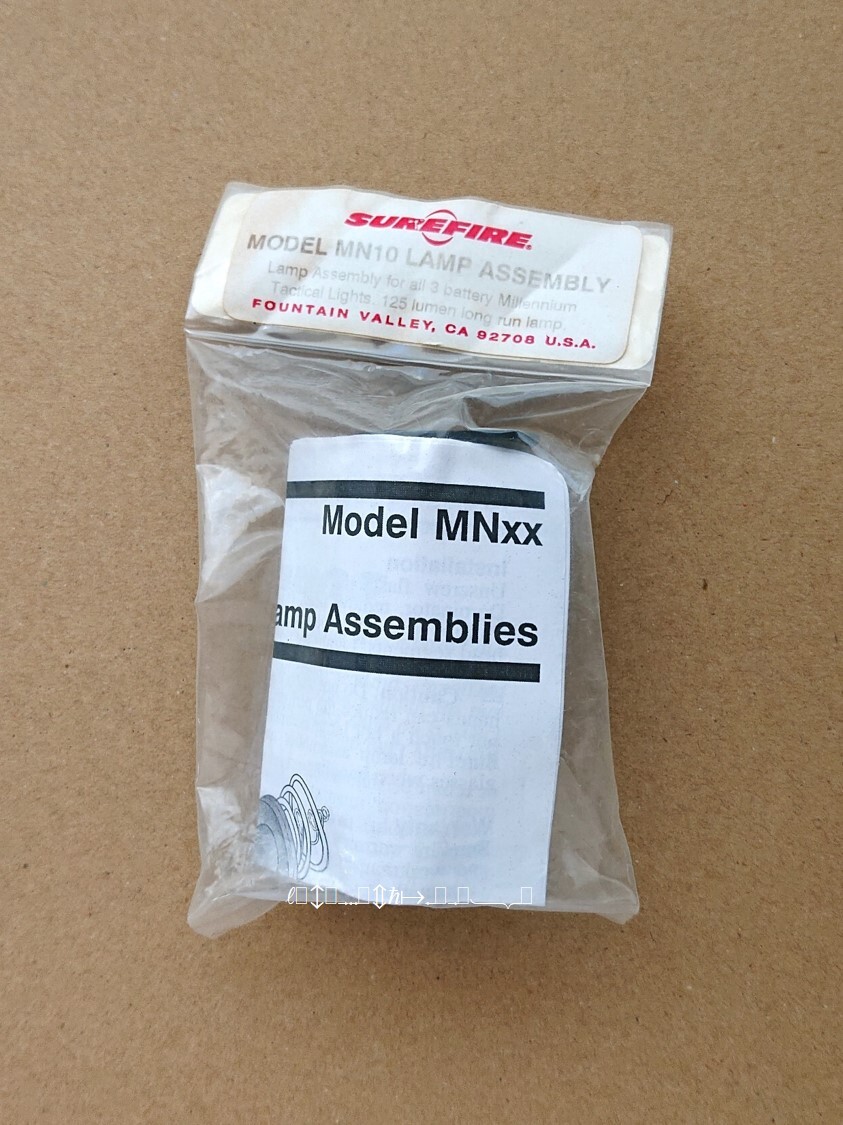 SUREFIRE
MODEL MN10 LAMP ASSEMBLY
Lamp Assembly for all 3 battery Millennium
Tactical Lights. 125 lumen long run lamp.
FOUNTAIN VALLEY, CA 92708 U.S.A.
Model MNxx
amp Assemblies